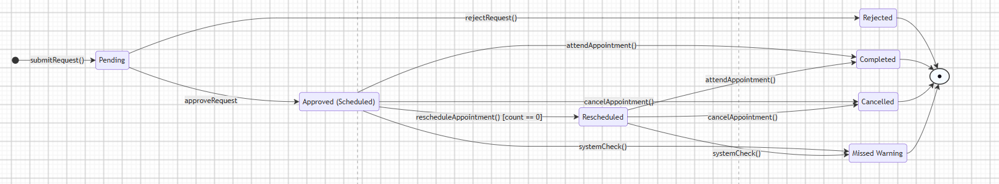 rejectRequest()
Rejected
attendAppointment()
submitRequest()
Pending
Completed
attendAppointment()
approveRequest
Approved (Scheduled)
cancelAppointment()
Cancelled
rescheduleAppointment() [count == 0]
Rescheduled
cancelAppointment()
systemCheck()
systemCheck()
Missed Warning